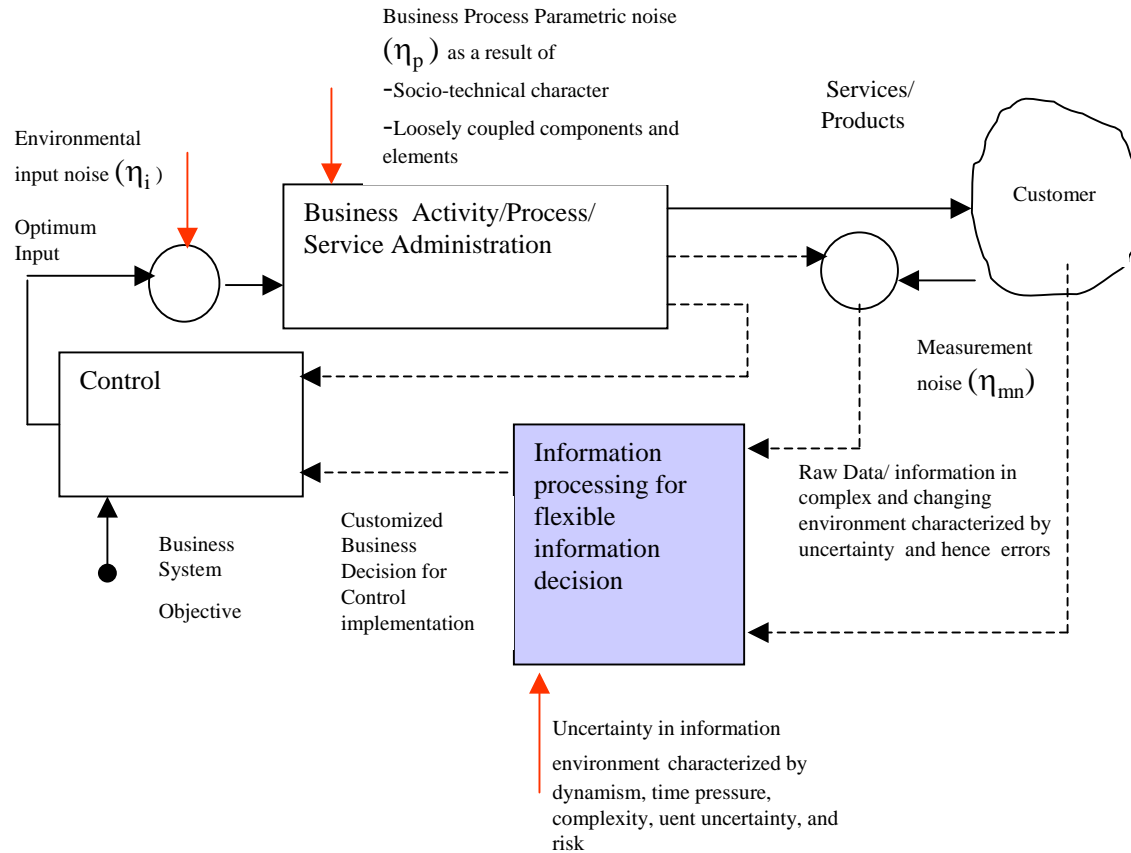 Business Process Parametric noise
(ηp) as a result of
-Socio-technical character
-Loosely coupled components and
elements
Services/
Products
Environmental
input noise (ηi)
Customer
Optimum
Input
Business Activity/Process/
Service Administration
Measurement
noise (ηmn)
Control
Information
processing for
flexible
information
decision
Raw Data/ information in
complex and changing
environment characterized by
uncertainty and hence errors
Customized
Business
Decision for
Control
implementation
Business
System
Objective
Uncertainty in information
environment characterized by
dynamism, time pressure,
complexity, uent uncertainty, and
risk